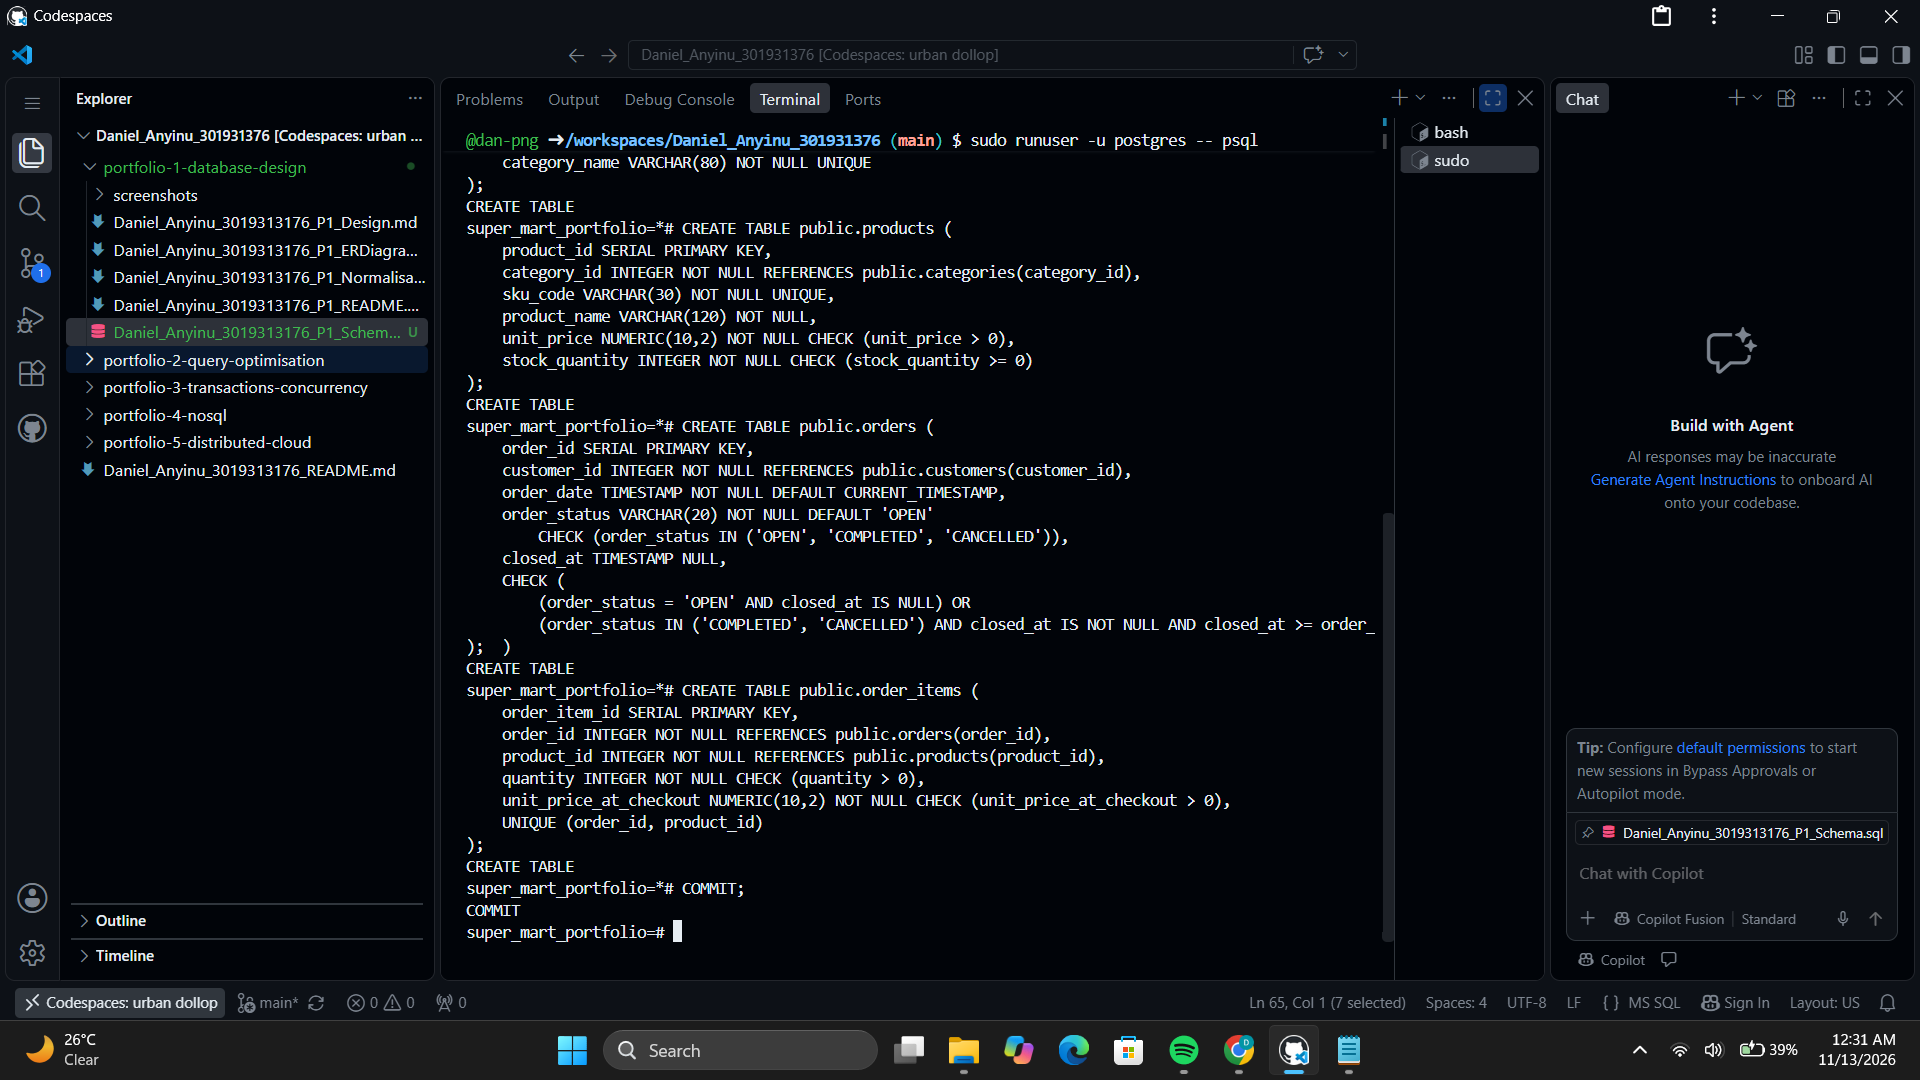 Codespaces
Daniel_Anyinu_301931376 [Codespaces: urban dollop]
Explorer
Daniel_Anyinu_301931376 [Codespaces: urban ...
portfolio-1-database-design
screenshots
Daniel_Anyinu_3019313176_P1_Design.md
Daniel_Anyinu_3019313176_P1_ERDiagra...
Daniel_Anyinu_3019313176_P1_Normalisa...
Daniel_Anyinu_3019313176_P1_README....
Daniel_Anyinu_3019313176_P1_Schem... U
portfolio-2-query-optimisation
portfolio-3-transactions-concurrency
portfolio-4-nosql
portfolio-5-distributed-cloud
Daniel_Anyinu_3019313176_README.md
1
Outline
Timeline
Problems Output Debug Console Terminal Ports
@dan-png ➜/workspaces/Daniel_Anyinu_301931376 (main) $ sudo runuser -u postgres -- psql
category_name VARCHAR(80) NOT NULL UNIQUE
);
CREATE TABLE
super_mart_portfolio=*# CREATE TABLE public.products (
product_id SERIAL PRIMARY KEY,
category_id INTEGER NOT NULL REFERENCES public.categories(category_id),
sku_code VARCHAR(30) NOT NULL UNIQUE,
product_name VARCHAR(120) NOT NULL,
unit_price NUMERIC(10,2) NOT NULL CHECK (unit_price > 0),
stock_quantity INTEGER NOT NULL CHECK (stock_quantity >= 0)
);
CREATE TABLE
super_mart_portfolio=*# CREATE TABLE public.orders (
order_id SERIAL PRIMARY KEY,
customer_id INTEGER NOT NULL REFERENCES public.customers(customer_id),
order_date TIMESTAMP NOT NULL DEFAULT CURRENT_TIMESTAMP,
order_status VARCHAR(20) NOT NULL DEFAULT 'OPEN'
CHECK (order_status IN ('OPEN', 'COMPLETED', 'CANCELLED')),
closed_at TIMESTAMP NULL,
CHECK (
(order_status = 'OPEN' AND closed_at IS NULL) OR
(order_status IN ('COMPLETED', 'CANCELLED') AND closed_at IS NOT NULL AND closed_at >= order_
);  )
CREATE TABLE
super_mart_portfolio=*# CREATE TABLE public.order_items (
order_item_id SERIAL PRIMARY KEY,
order_id INTEGER NOT NULL REFERENCES public.orders(order_id),
product_id INTEGER NOT NULL REFERENCES public.products(product_id),
quantity INTEGER NOT NULL CHECK (quantity > 0),
unit_price_at_checkout NUMERIC(10,2) NOT NULL CHECK (unit_price_at_checkout > 0),
UNIQUE (order_id, product_id)
);
CREATE TABLE
super_mart_portfolio=*# COMMIT;
COMMIT
super_mart_portfolio=#
bash
sudo
Chat
Build with Agent
AI responses may be inaccurate
Generate Agent Instructions to onboard AI
onto your codebase.
Tip: Configure default permissions to start
new sessions in Bypass Approvals or
Autopilot mode.
Daniel_Anyinu_3019313176_P1_Schema.sql
Chat with Copilot
Copilot Fusion Standard
Copilot
Codespaces: urban dollop main* 0 0 0
Ln 65, Col 1 (7 selected) Spaces: 4 UTF-8 LF {} MS SQL Sign In Layout: US
26°C
Clear
Search
39%
12:31 AM
11/13/2026